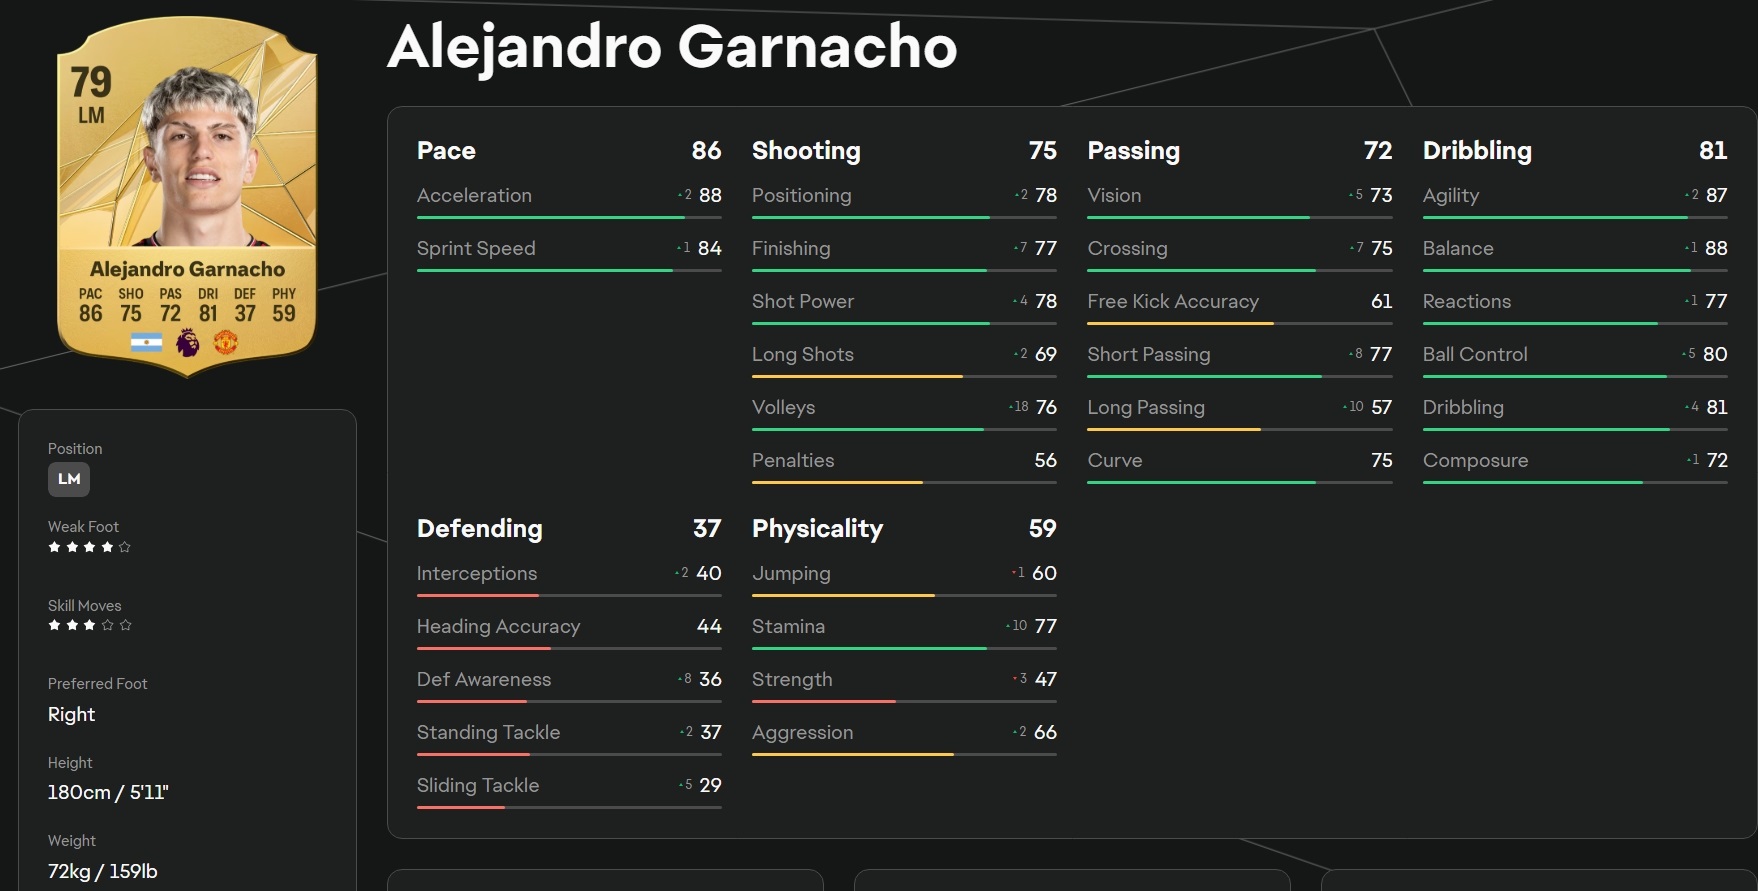 79
LM
Alejandro Garnacho
PAC SHO PAS DRI DEF PHY
86 75 72 81 37 59
Position
LM
Weak Foot
Skill Moves
Preferred Foot
Right
Height
180cm / 5'11"
Weight
72kg / 159lb
Alejandro Garnacho
Pace 86
Acceleration 2 88
Sprint Speed 1 84
Shooting 75
Positioning 2 78
Finishing 7 77
Shot Power 4 78
Long Shots 2 69
Volleys 18 76
Penalties 56
Passing 72
Vision 5 73
Crossing 7 75
Free Kick Accuracy 61
Short Passing 8 77
Long Passing 10 57
Curve 75
Dribbling 81
Agility 2 87
Balance 1 88
Reactions 1 77
Ball Control 5 80
Dribbling 4 81
Composure 1 72
Defending 37
Interceptions 2 40
Heading Accuracy 44
Def Awareness 8 36
Standing Tackle 2 37
Sliding Tackle 5 29
Physicality 59
Jumping 1 60
Stamina 10 77
Strength 3 47
Aggression 2 66